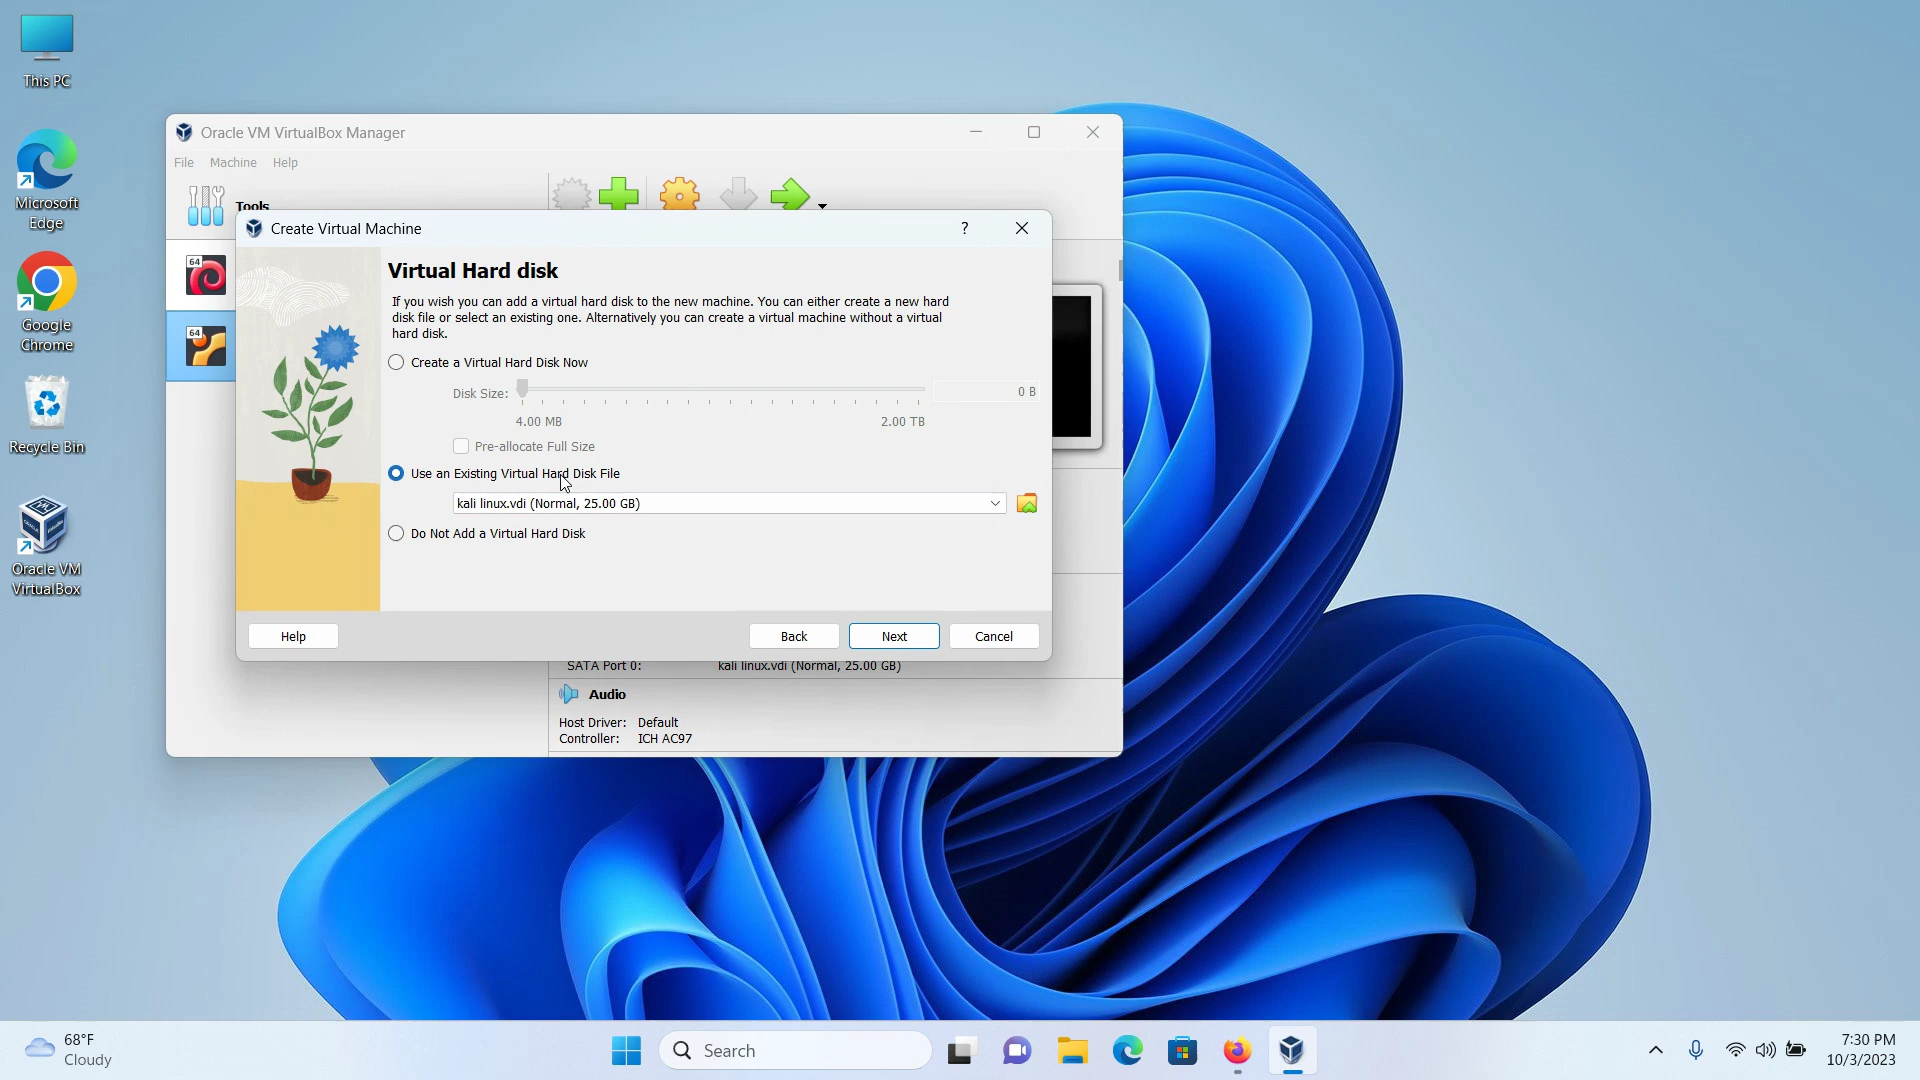 This PC
Microsoft
Edge
Google
Chrome
Recycle Bin
Oracle VM
VirtualBox
Oracle VM VirtualBox Manager
File Machine Help
Tools
64
64
Create Virtual Machine
?
Virtual Hard disk
If you wish you can add a virtual hard disk to the new machine. You can either create a new hard
disk file or select an existing one. Alternatively you can create a virtual machine without a virtual
hard disk.
Create a Virtual Hard Disk Now
Disk Size:
0 B
4.00 MB
2.00 TB
Pre-allocate Full Size
Use an Existing Virtual Hard Disk File
kali linux.vdi (Normal, 25.00 GB)
Do Not Add a Virtual Hard Disk
Help
Back
Next
Cancel
SATA Port 0: kali linux.vdi (Normal, 25.00 GB)
Audio
Host Driver: Default
Controller: ICH AC97
68°F
Cloudy
Search
7:30 PM
10/3/2023